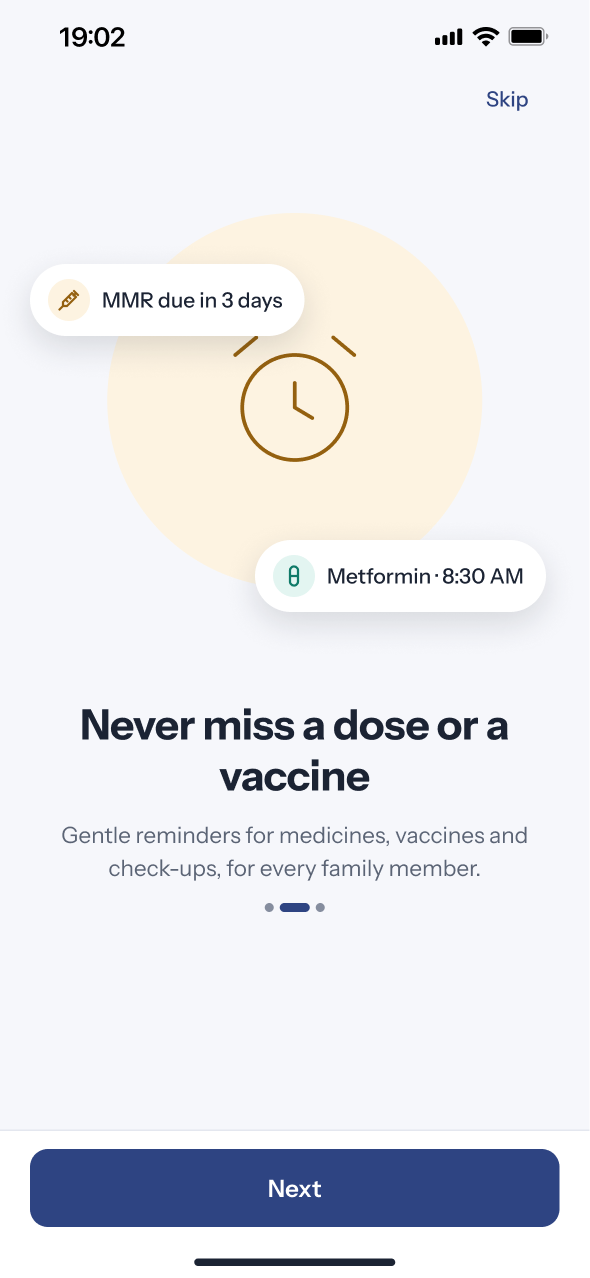 19:02
Skip
MMR due in 3 days
Metformin · 8:30 AM
Never miss a dose or a
vaccine
Gentle reminders for medicines, vaccines and
check-ups, for every family member.
Next